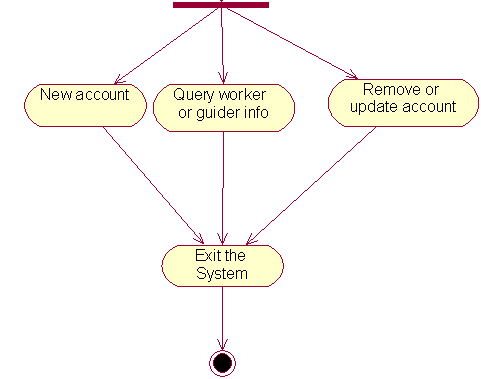 New account
Query worker
or guider info
Remove or
update account
Exit the
System